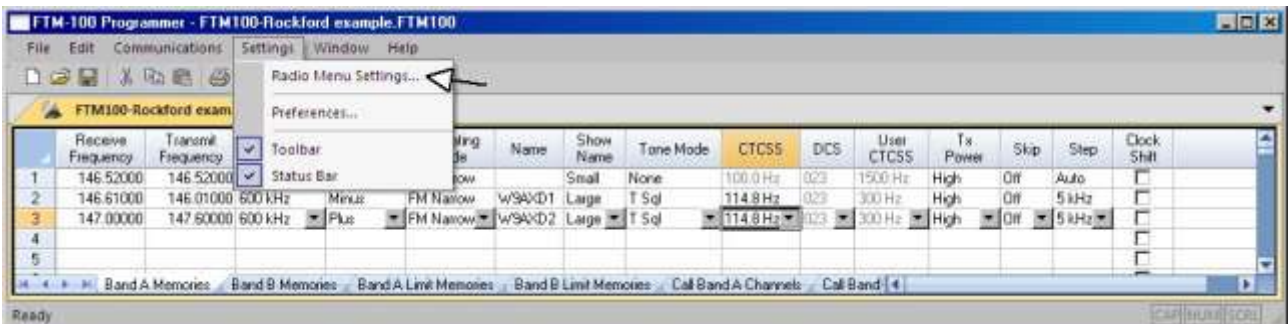 FTM-100 Programmer - FTM100-Rockford example.FTM100
File Edit Communications Settings Window Help
Radio Menu Settings...
FTM100-Rockford exam
Preferences...
Toolbar
Status Bar
Receive Frequency Transmit Frequency Name Show Name Tone Mode CTCSS DCS User CTCSS Tx Power Skip Step Clock Shift
1 146.52000 146.52000 Small None 100.0 Hz 023 1500 Hz High Off Auto
2 146.61000 146.01000 600 kHz Minus FM Narrow W9AXD1 Large T Sql 114.8 Hz 023 300 Hz High Off 5 kHz
3 147.00000 147.60000 600 kHz Plus FM Narrow W9AXD2 Large T Sql 114.8 Hz 023 300 Hz High Off 5 kHz
4
5
Band A Memories Band B Memories Band A Limit Memories Band B Limit Memories Call Band A Channels Call Band
Ready CAP NUM SCRL